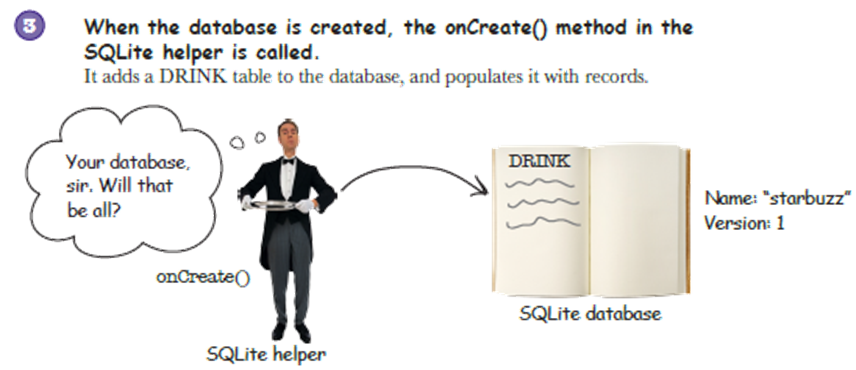 3
When the database is created, the onCreate() method in the
SQLite helper is called.
It adds a DRINK table to the database, and populates it with records.
Your database,
sir. Will that
be all?
onCreate()
SQLite helper
DRINK
Name: “starbuzz”
Version: 1
SQLite database